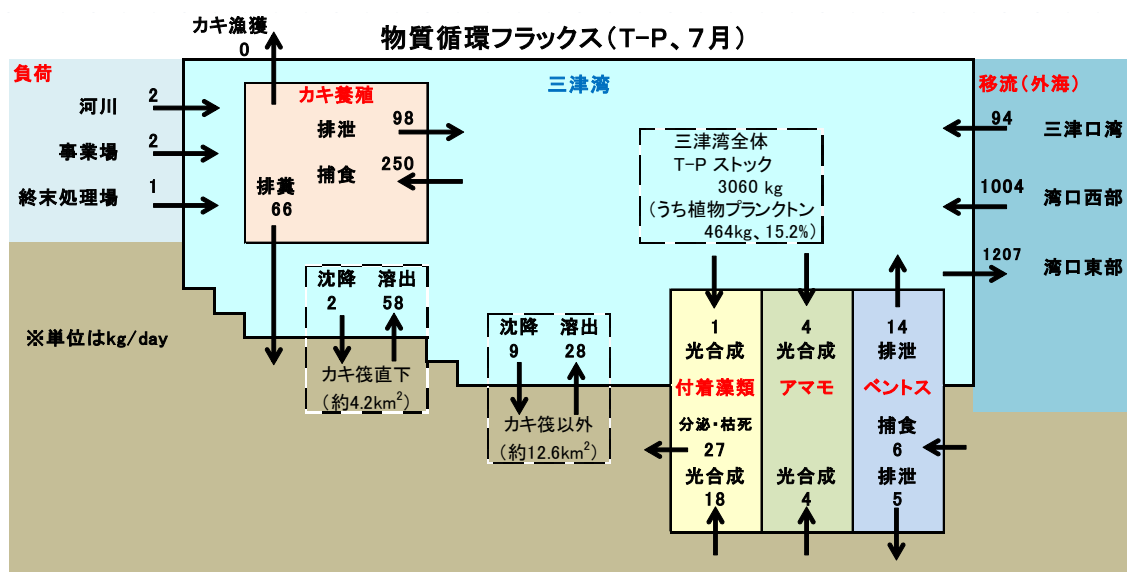 物質循環フラックス（T-P、７月）
カキ漁獲
0
負荷
河川
2
事業場
2
終末処理場
1
カキ養殖
排泄
98
捕食
250
排糞
66
三津湾
三津湾全体
T-P ストック
3060 kg
（うち植物プランクトン
464kg、15.2%）
移流（外海）
94
三津口湾
1004
湾口西部
1207
湾口東部
※単位はkg/day
沈降 溶出
2 58
カキ筏直下
（約4.2km²）
沈降 溶出
9 28
カキ筏以外
（約12.6km²）
1
光合成
付着藻類
分泌・枯死
27
光合成
18
4
光合成
アマモ
光合成
4
14
排泄
ベントス
捕食
6
排泄
5